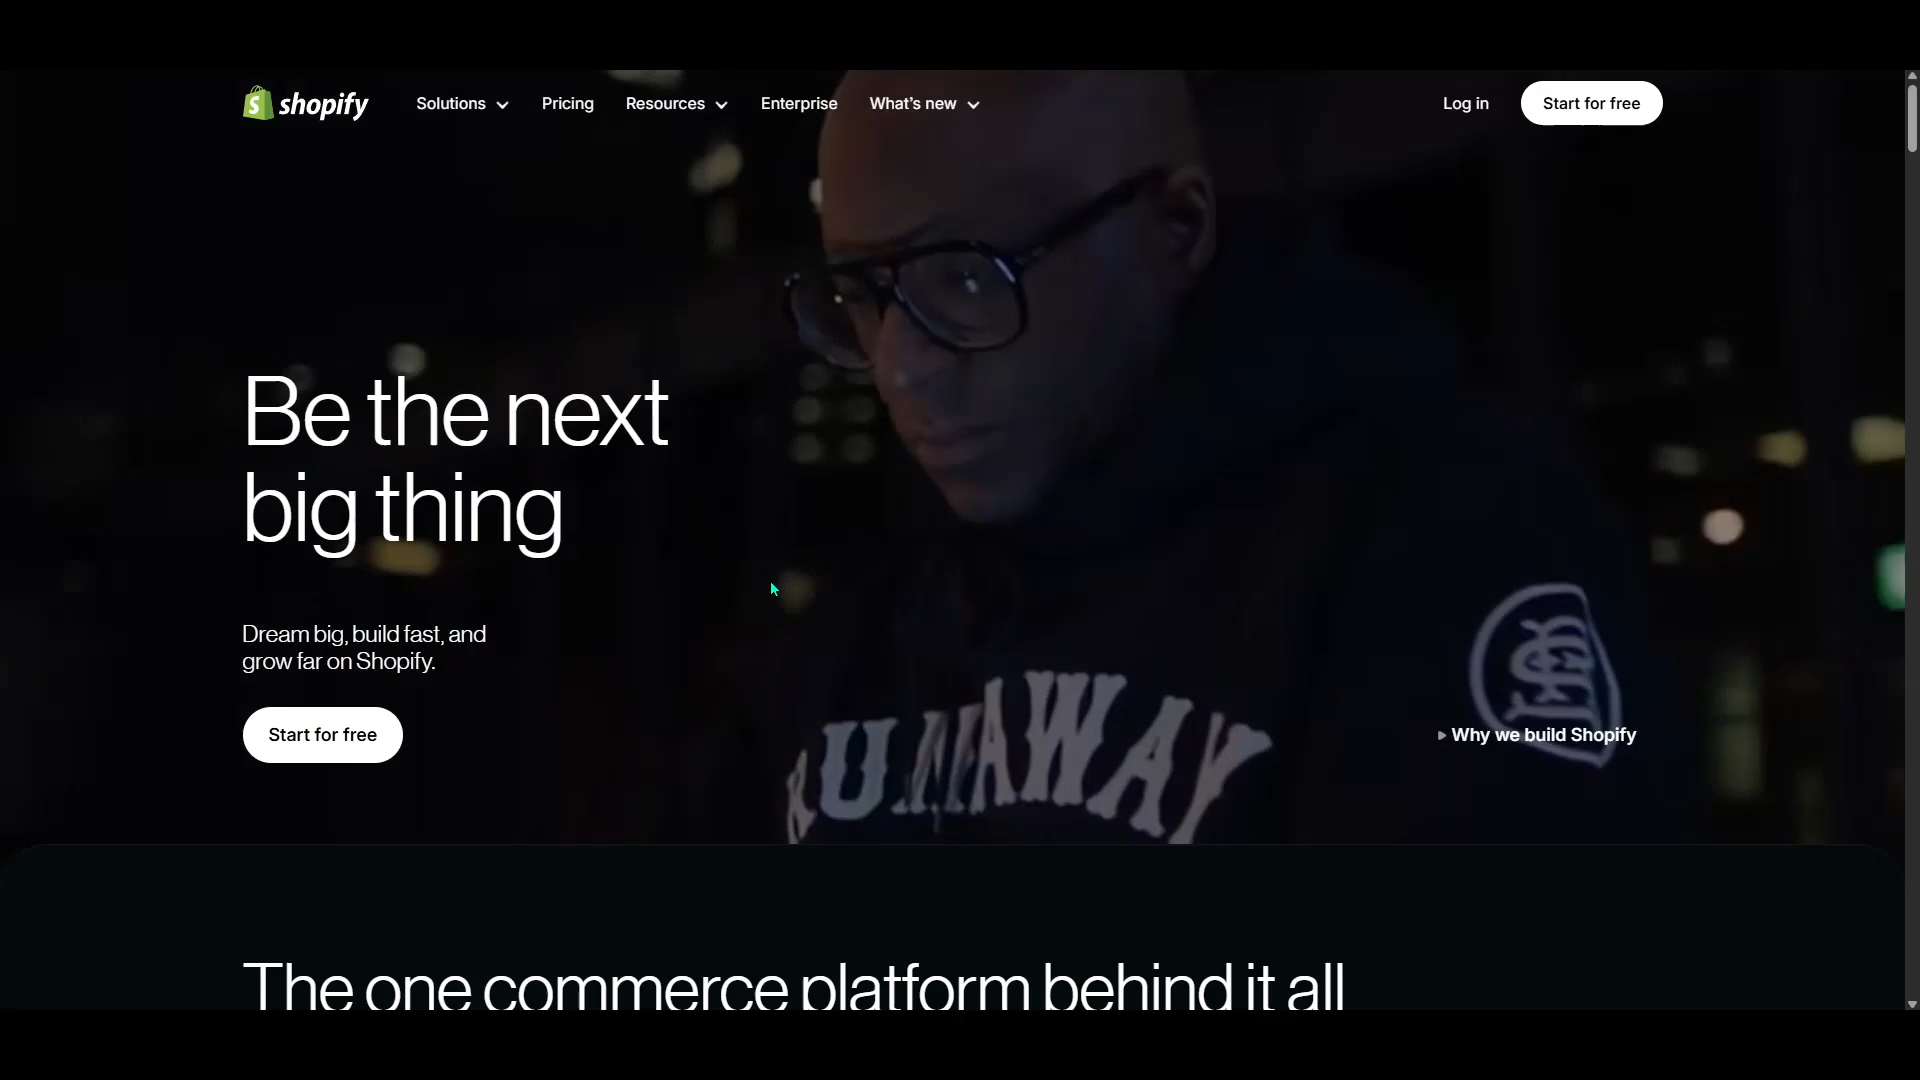 shopify
Solutions
Pricing
Resources
Enterprise
What's new
Log in
Start for free
Be the next
big thing
Dream big, build fast, and
grow far on Shopify.
Start for free
RUNAWAY
Why we build Shopify
The one commerce platform behind it all